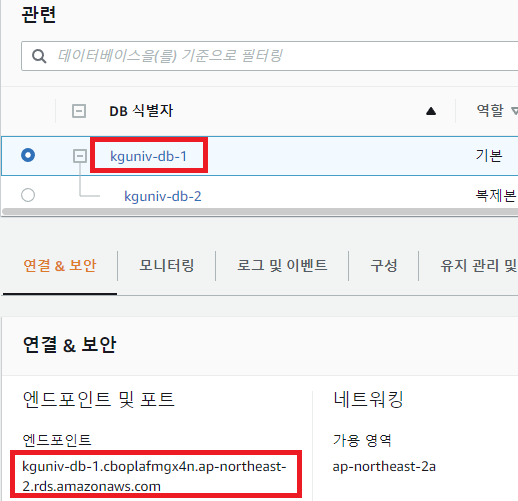 관련
데이터베이스을(를) 기준으로 필터링
DB 식별자 역할
kguniv-db-1 기본
kguniv-db-2 복제본
연결 & 보안 모니터링 로그 및 이벤트 구성 유지 관리 및
연결 & 보안
엔드포인트 및 포트 네트워킹
엔드포인트 가용 영역
kguniv-db-1.cboplafmgx4n.ap-northeast- ap-northeast-2a
2.rds.amazonaws.com